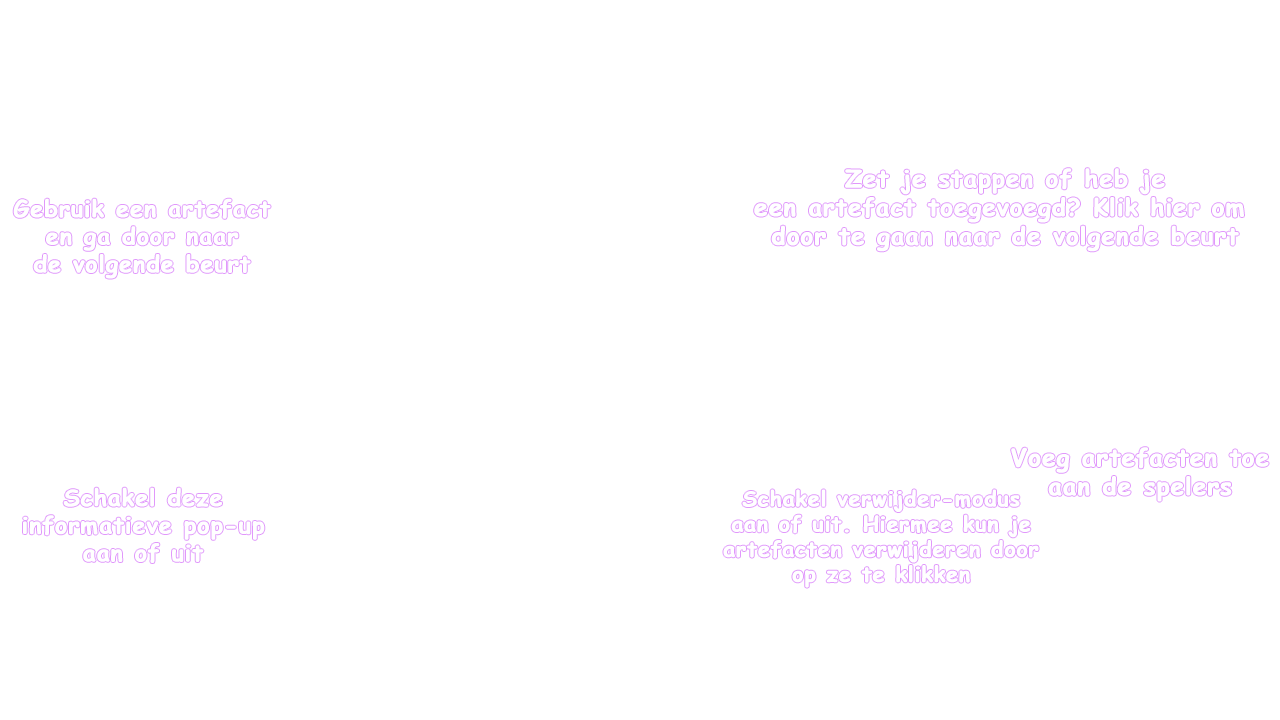 Gebruik een artefact
en ga door naar
de volgende beurt
Zet je stappen of heb je
een artefact toegevoegd? Klik hier om
door te gaan naar de volgende beurt
Schakel deze
informatieve pop-up
aan of uit
Schakel verwijder-modus
aan of uit. Hiermee kun je
artefacten verwijderen door
op ze te klikken
Voeg artefacten toe
aan de spelers